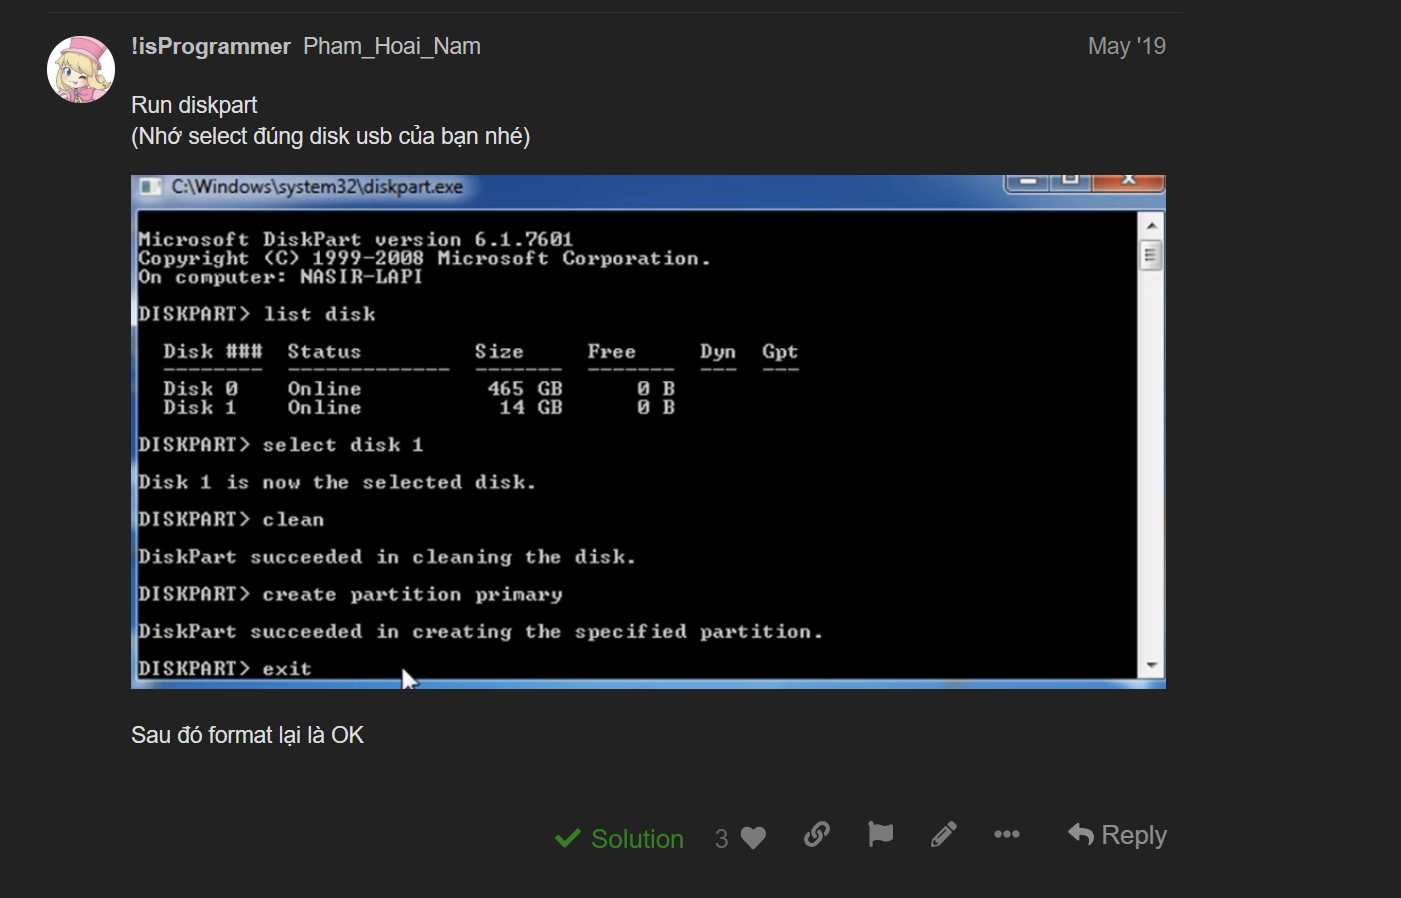 !isProgrammer Pham_Hoai_Nam May '19
Run diskpart
(Nhớ select đúng disk usb của bạn nhé)
C:\Windows\system32\diskpart.exe
Microsoft DiskPart version 6.1.7601
Copyright (C) 1999-2008 Microsoft Corporation.
On computer: NASIR-LAPI
DISKPART> list disk
Disk ### Status Size Free Dyn Gpt
-------- ------------- ------- ------- --- ---
Disk 0 Online 465 GB 0 B
Disk 1 Online 14 GB 0 B
DISKPART> select disk 1
Disk 1 is now the selected disk.
DISKPART> clean
DiskPart succeeded in cleaning the disk.
DISKPART> create partition primary
DiskPart succeeded in creating the specified partition.
DISKPART> exit
Sau đó format lại là OK
Solution 3 Reply